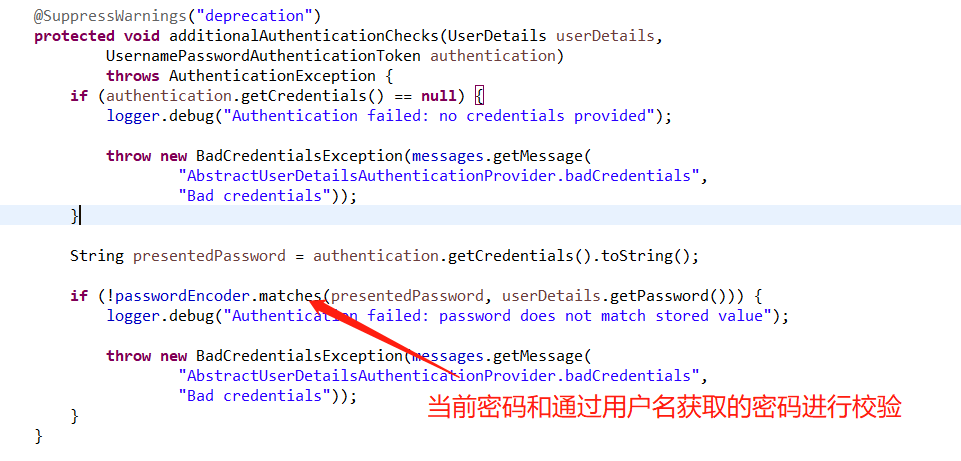 @SuppressWarnings("deprecation")
protected void additionalAuthenticationChecks(UserDetails userDetails,
UsernamePasswordAuthenticationToken authentication)
throws AuthenticationException {
if (authentication.getCredentials() == null) {
logger.debug("Authentication failed: no credentials provided");
throw new BadCredentialsException(messages.getMessage(
"AbstractUserDetailsAuthenticationProvider.badCredentials",
"Bad credentials"));
}
String presentedPassword = authentication.getCredentials().toString();
if (!passwordEncoder.matches(presentedPassword, userDetails.getPassword())) {
logger.debug("Authentication failed: password does not match stored value");
throw new BadCredentialsException(messages.getMessage(
"AbstractUserDetailsAuthenticationProvider.badCredentials",
"Bad credentials"));
当前密码和通过用户名获取的密码进行校验
}
}